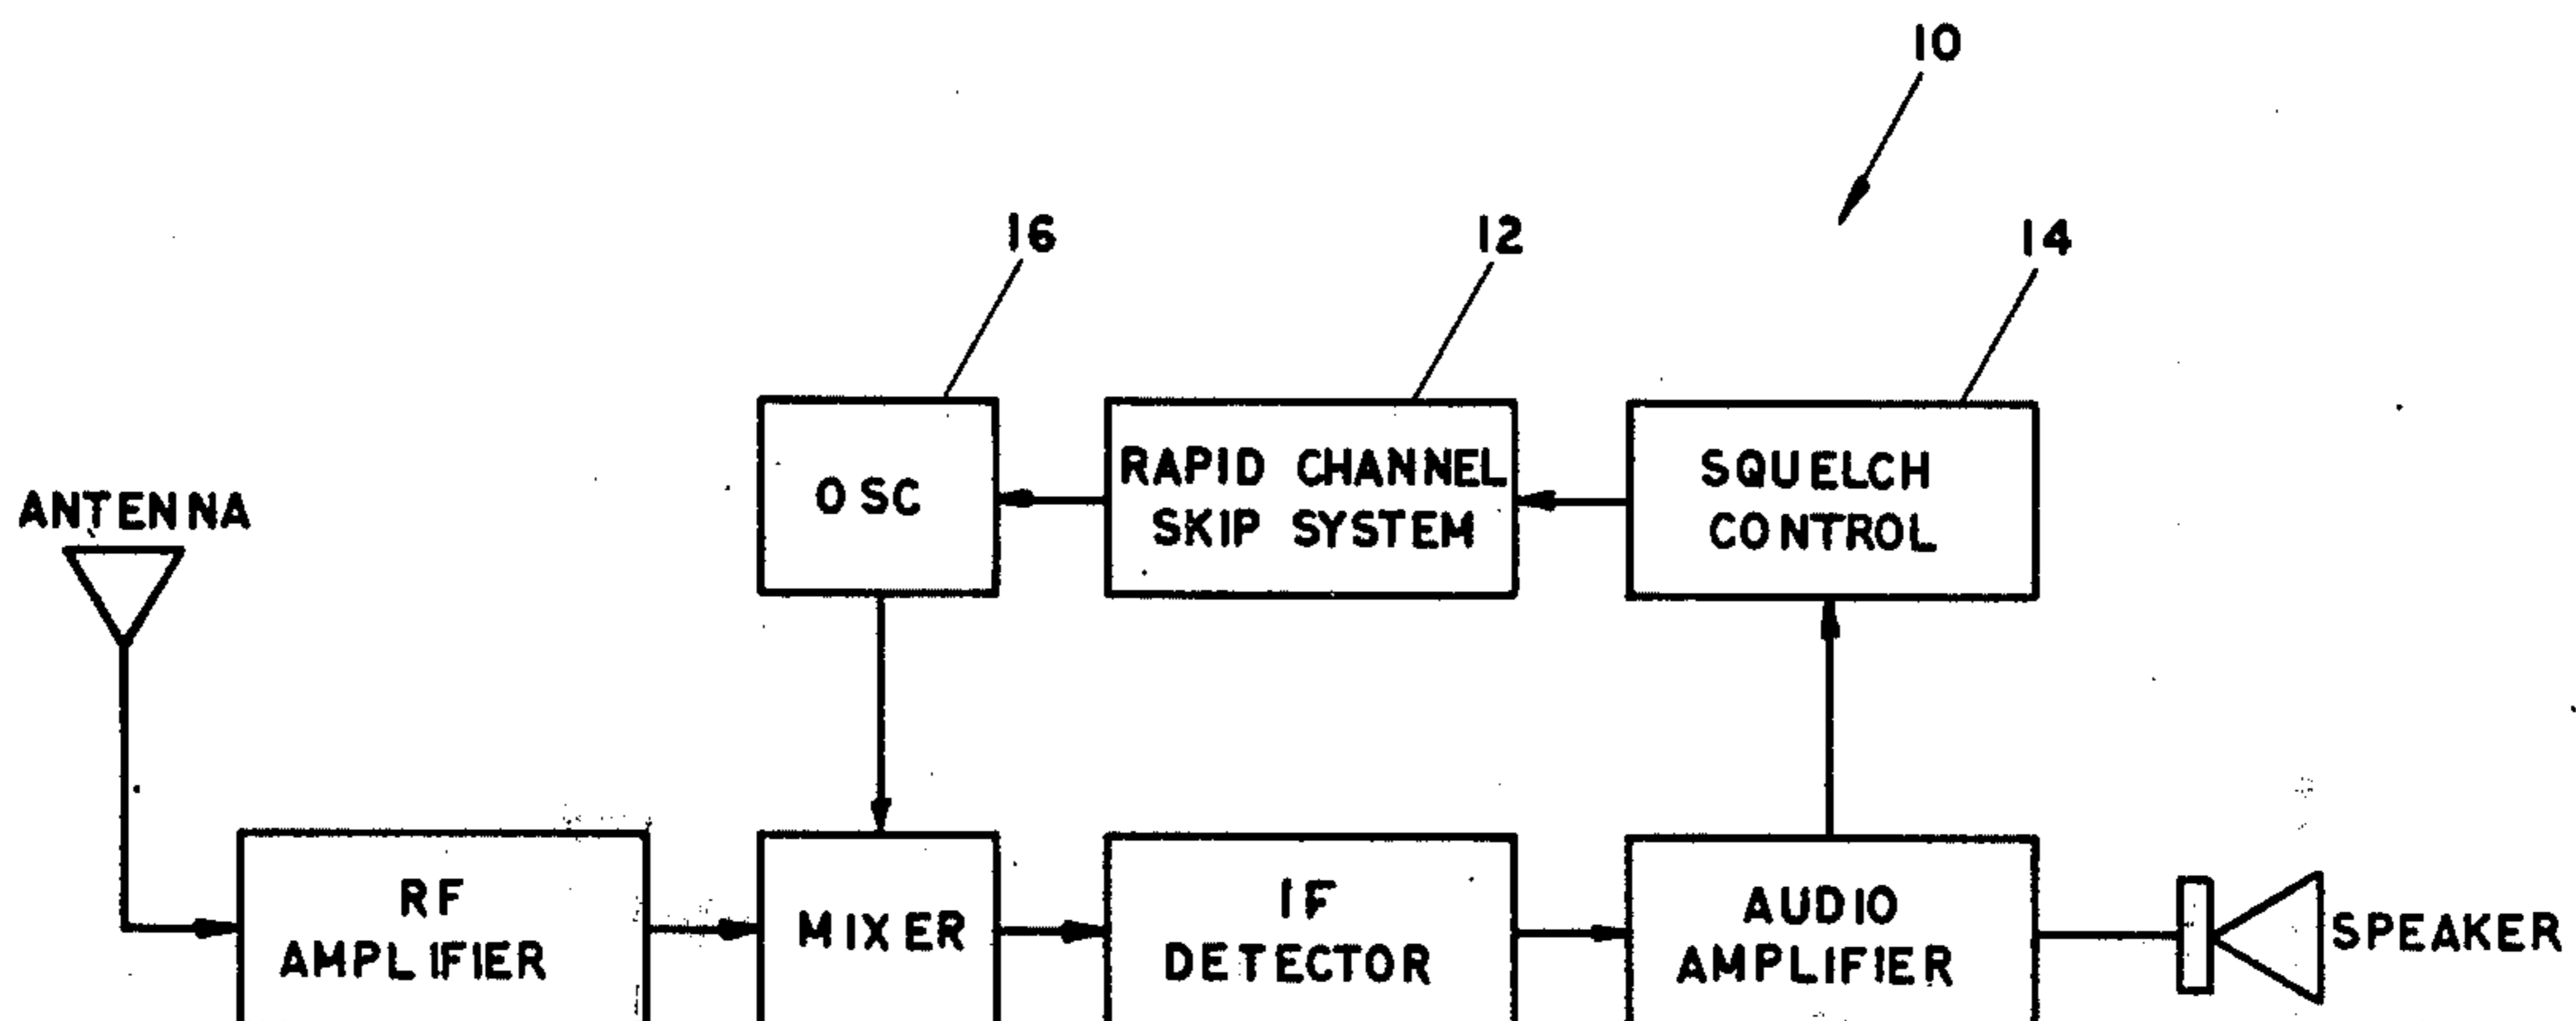 10
16
12
14
OSC
RAPID CHANNEL
SKIP SYSTEM
SQUELCH
CONTROL
ANTENNA
RF
AMPLIFIER
MIXER
IF
DETECTOR
AUDIO
AMPLIFIER
SPEAKER